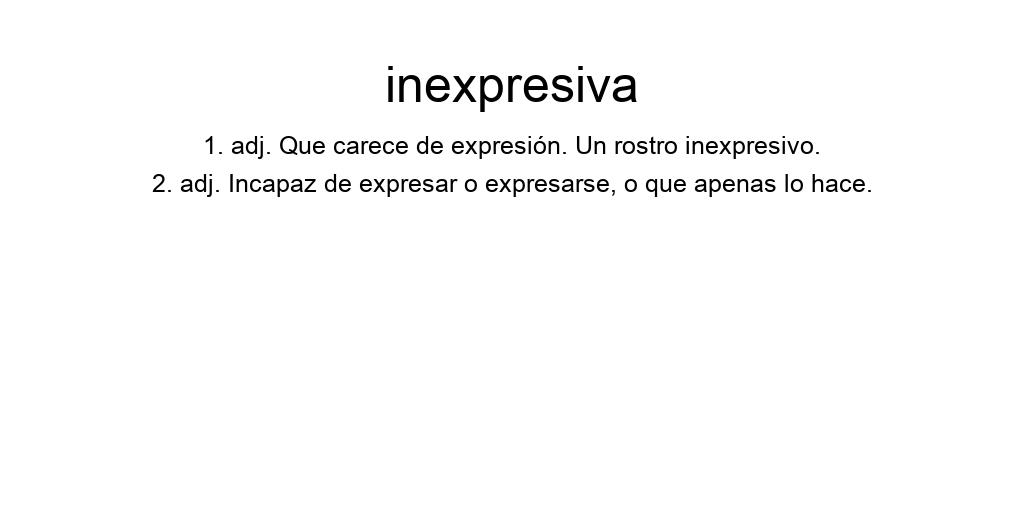 inexpresiva
1. adj. Que carece de expresión. Un rostro inexpresivo.
2. adj. Incapaz de expresar o expresarse, o que apenas lo hace.